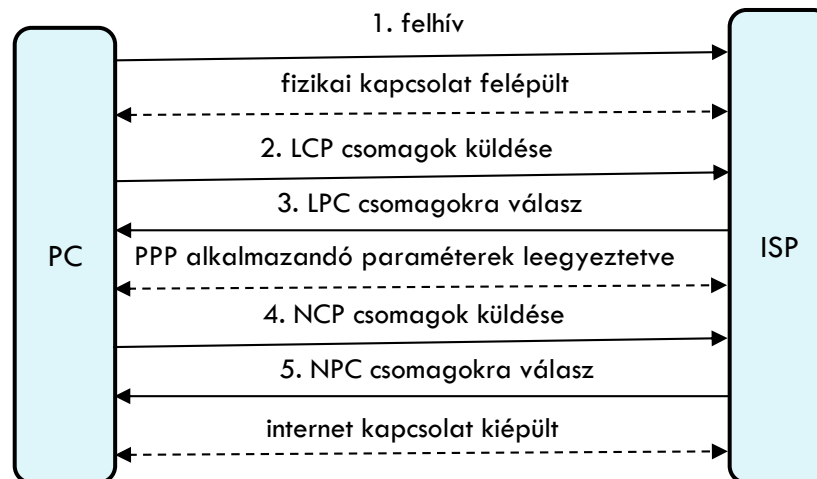 1. felhív
fizikai kapcsolat felépült
2. LCP csomagok küldése
3. LPC csomagokra válasz
PC
PPP alkalmazandó paraméterek leegyeztetve
ISP
4. NCP csomagok küldése
5. NPC csomagokra válasz
internet kapcsolat kiépült